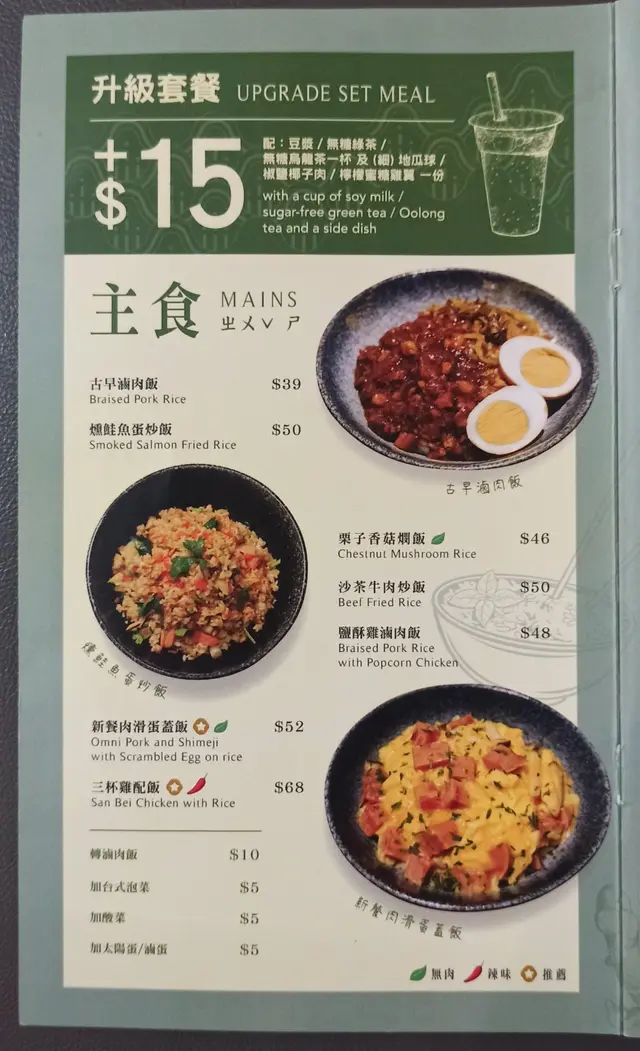 升級套餐 UPGRADE SET MEAL
+$15
配：豆漿 / 無糖綠茶 /
無糖烏龍茶一杯 及 (細) 地瓜球 /
椒鹽椰子肉 / 檸檬蜜糖雞翼 一份
with a cup of soy milk /
sugar-free green tea / Oolong
tea and a side dish
主食 MAINS
ㄓㄨˇ ㄕ
古早滷肉飯 $39
Braised Pork Rice
燻鮭魚蛋炒飯 $50
Smoked Salmon Fried Rice
古早滷肉飯
栗子香菇燜飯 $46
Chestnut Mushroom Rice
沙茶牛肉炒飯 $50
Beef Fried Rice
鹽酥雞滷肉飯 $48
Braised Pork Rice
with Popcorn Chicken
燻鮭魚蛋炒飯
新餐肉滑蛋蓋飯 $52
Omni Pork and Shimeji
with Scrambled Egg on rice
三杯雞配飯 $68
San Bei Chicken with Rice
轉滷肉飯 $10
加台式泡菜 $5
加酸菜 $5
加太陽蛋/滷蛋 $5
新餐肉滑蛋蓋飯
無肉 辣味 推薦